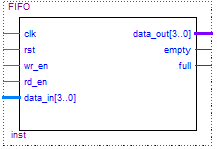 FIFO
clk
data_out[3..0]
rst
empty
wr_en
full
rd_en
data_in[3..0]
inst